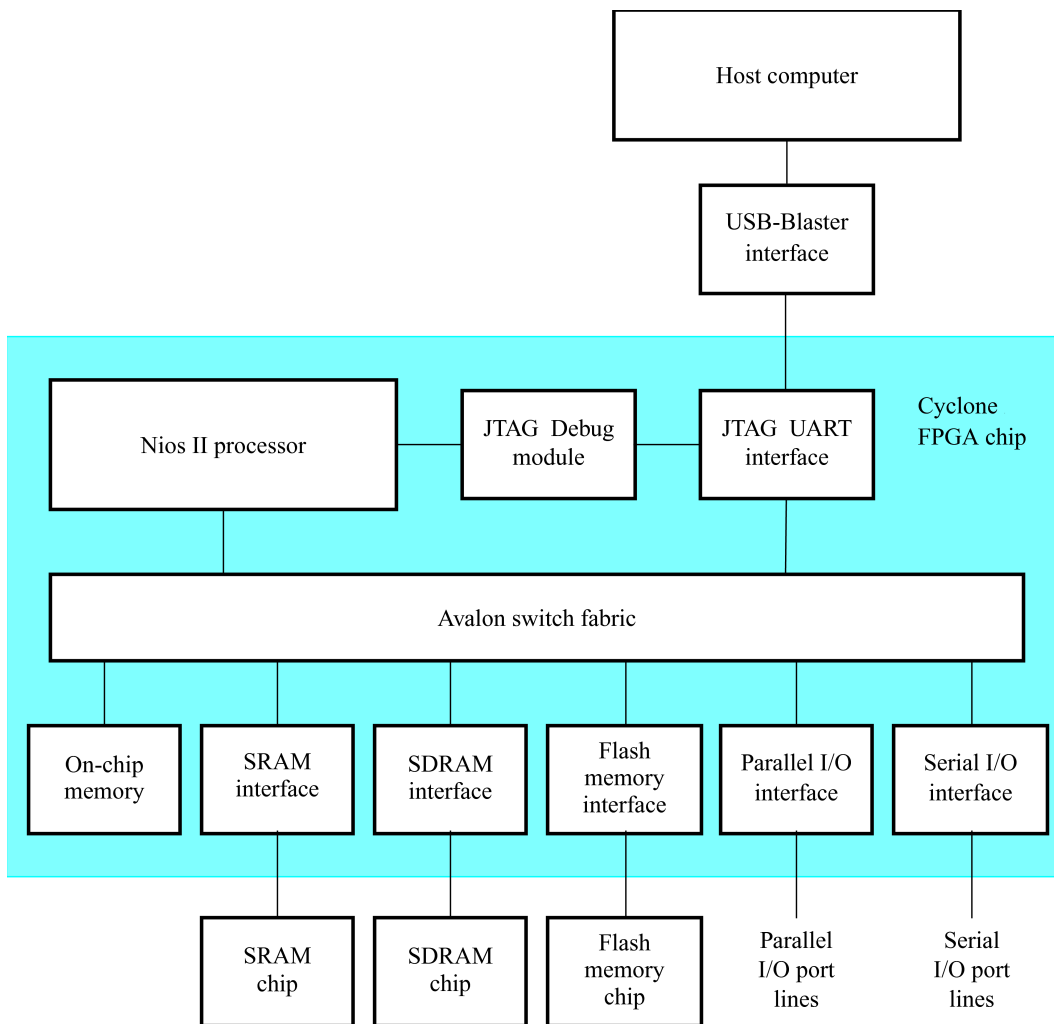 Host computer
USB-Blaster
interface
Cyclone
FPGA chip
Nios II processor
JTAG Debug
module
JTAG UART
interface
Avalon switch fabric
On-chip
memory
SRAM
interface
SDRAM
interface
Flash
memory
interface
Parallel I/O
interface
Serial I/O
interface
SRAM
chip
SDRAM
chip
Flash
memory
chip
Parallel
I/O port
lines
Serial
I/O port
lines